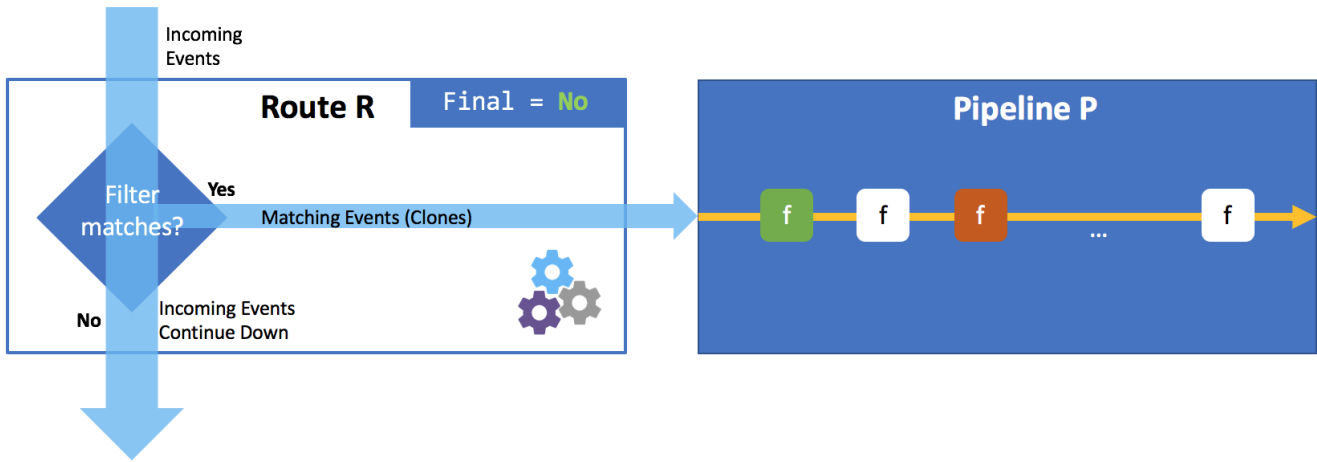 Incoming
Events
Route R
Final = No
Pipeline P
Filter
matches?
Yes
Matching Events (Clones)
f
f
f
...
f
No
Incoming Events
Continue Down